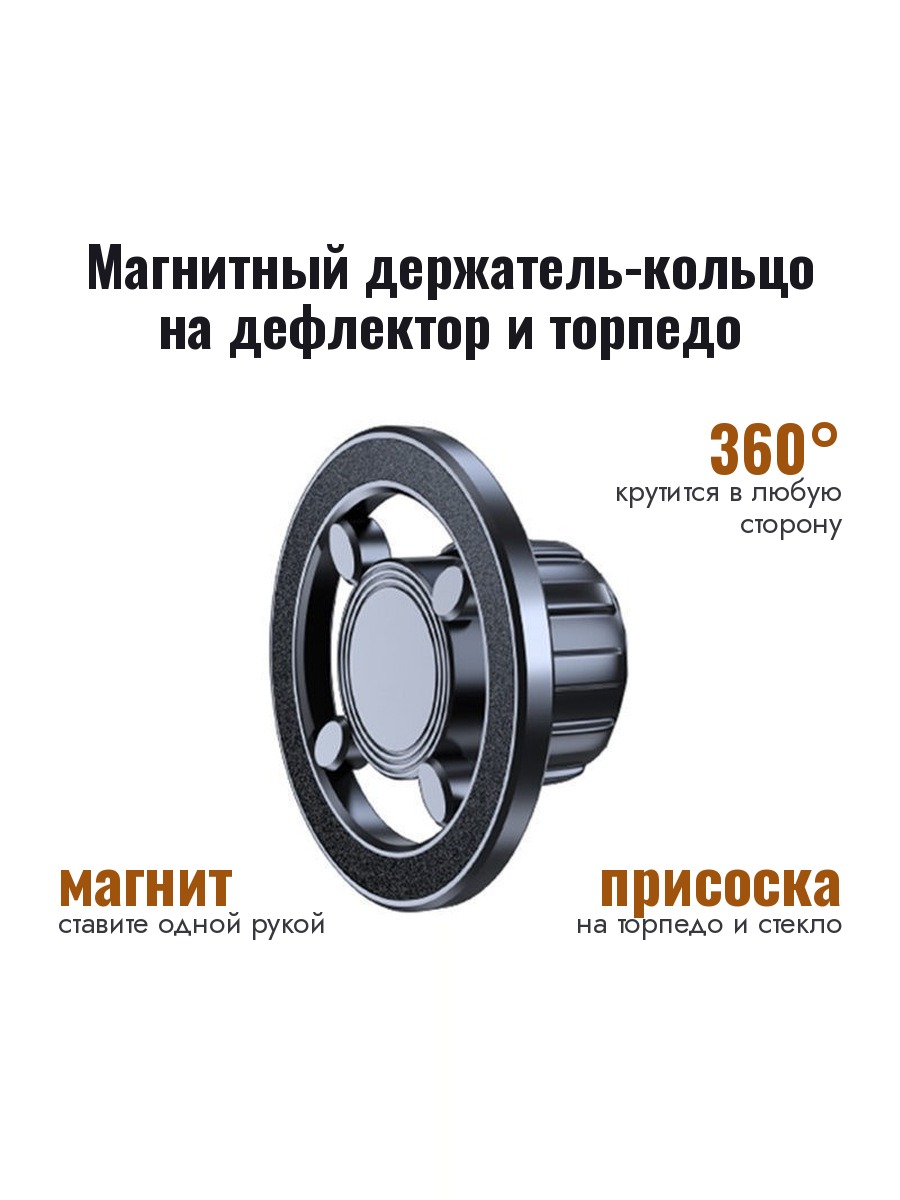 Магнитный держатель-кольцо
на дефлектор и торпедо
360°
крутится в любую
сторону
магнит
ставите одной рукой
присоска
на торпедо и стекло